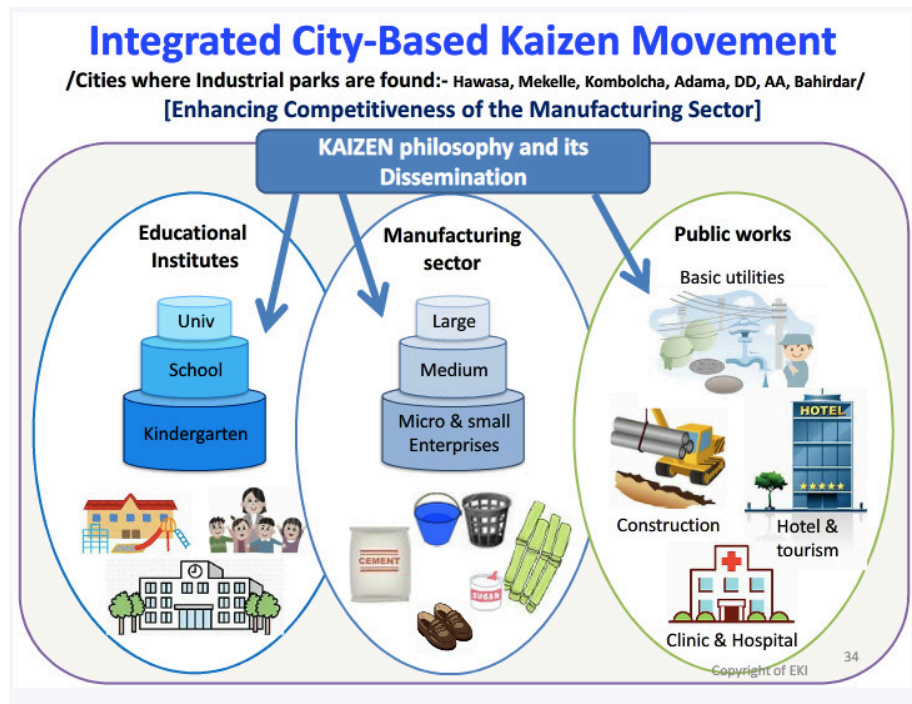 Integrated City-Based Kaizen Movement
/Cities where Industrial parks are found:- Hawasa, Mekelle, Kombolcha, Adama, DD, AA, Bahirdar/
[Enhancing Competitiveness of the Manufacturing Sector]
KAIZEN philosophy and its
Dissemination
Educational
Institutes
Univ
School
Kindergarten
Manufacturing
sector
Large
Medium
Micro & small
Enterprises
CEMENT
SUGAR
Public works
Basic utilities
HOTEL
Construction
Hotel &
tourism
Clinic & Hospital
34
Copyright of EKI